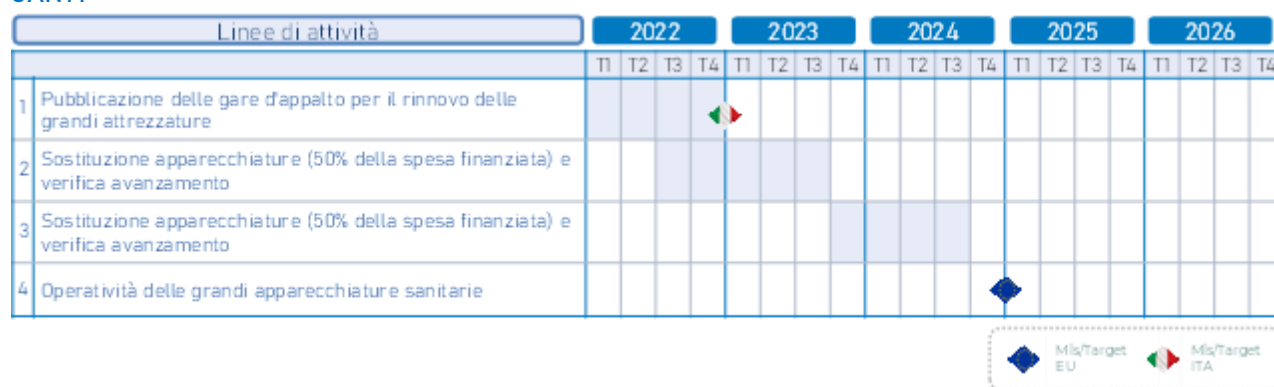 Linee di attività 2022 2023 2024 2025 2026
T1 T2 T3 T4 T1 T2 T3 T4 T1 T2 T3 T4 T1 T2 T3 T4 T1 T2 T3 T4
1 Pubblicazione delle gare d'appalto per il rinnovo delle
grandi attrezzature
2 Sostituzione apparecchiature (50% della spesa finanziata) e
verifica avanzamento
3 Sostituzione apparecchiature (50% della spesa finanziata) e
verifica avanzamento
4 Operatività delle grandi apparecchiature sanitarie
Mls/Target
EU
Mls/Target
ITA